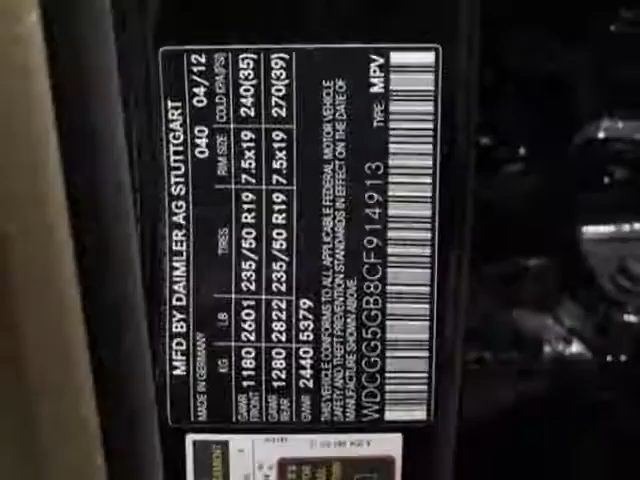 MFD BY DAIMLER AG STUTTGART
MADE IN GERMANY 040 04/12
KG LB TIRES RIM SIZE COLD KPA(PSI)
GAWR FRONT 1180 2601 235/50 R19 7.5x19 240(35)
GAWR REAR 1280 2822 235/50 R19 7.5x19 270(39)
GVWR 2440 5379
THIS VEHICLE CONFORMS TO ALL APPLICABLE FEDERAL MOTOR VEHICLE
SAFETY AND THEFT PREVENTION STANDARDS IN EFFECT ON THE DATE OF
MANUFACTURE SHOWN ABOVE.
WDCGG5GB8CF914913 TYPE: MPV